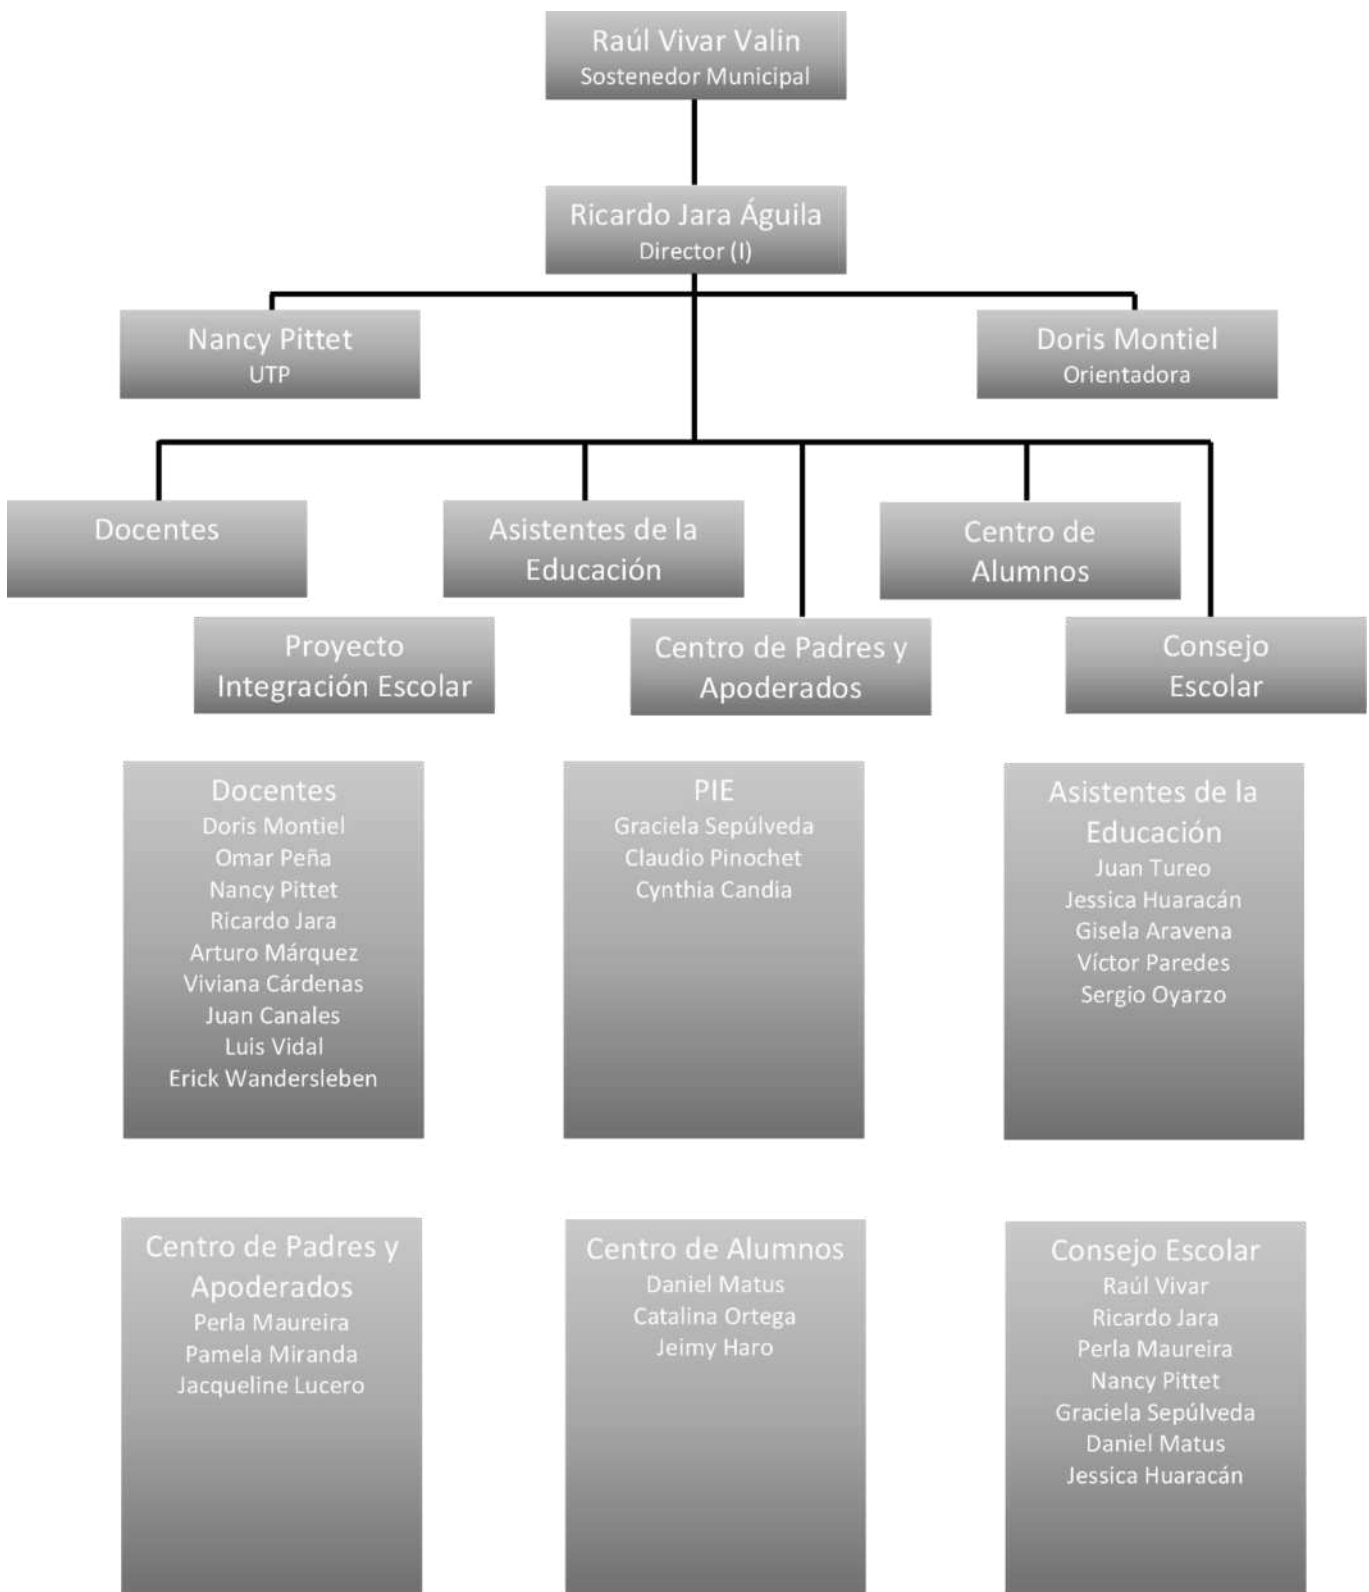 Raúl Vivar Valin
Sostenedor Municipal
Ricardo Jara Águila
Director (I)
Nancy Pittet
UTP
Doris Montiel
Orientadora
Docentes
Asistentes de la
Educación
Centro de
Alumnos
Proyecto
Integración Escolar
Centro de Padres y
Apoderados
Consejo
Escolar
Docentes
Doris Montiel
Omar Peña
Nancy Pittet
Ricardo Jara
Arturo Márquez
Viviana Cárdenas
Juan Canales
Luis Vidal
Erick Wandersleben
PIE
Graciela Sepúlveda
Claudio Pinochet
Cynthia Candia
Asistentes de la
Educación
Juan Tureo
Jessica Huaracán
Gisela Aravena
Víctor Paredes
Sergio Oyarzo
Centro de Padres y
Apoderados
Perla Maureira
Pamela Miranda
Jacqueline Lucero
Centro de Alumnos
Daniel Matus
Catalina Ortega
Jeimy Haro
Consejo Escolar
Raúl Vivar
Ricardo Jara
Perla Maureira
Nancy Pittet
Graciela Sepúlveda
Daniel Matus
Jessica Huaracán